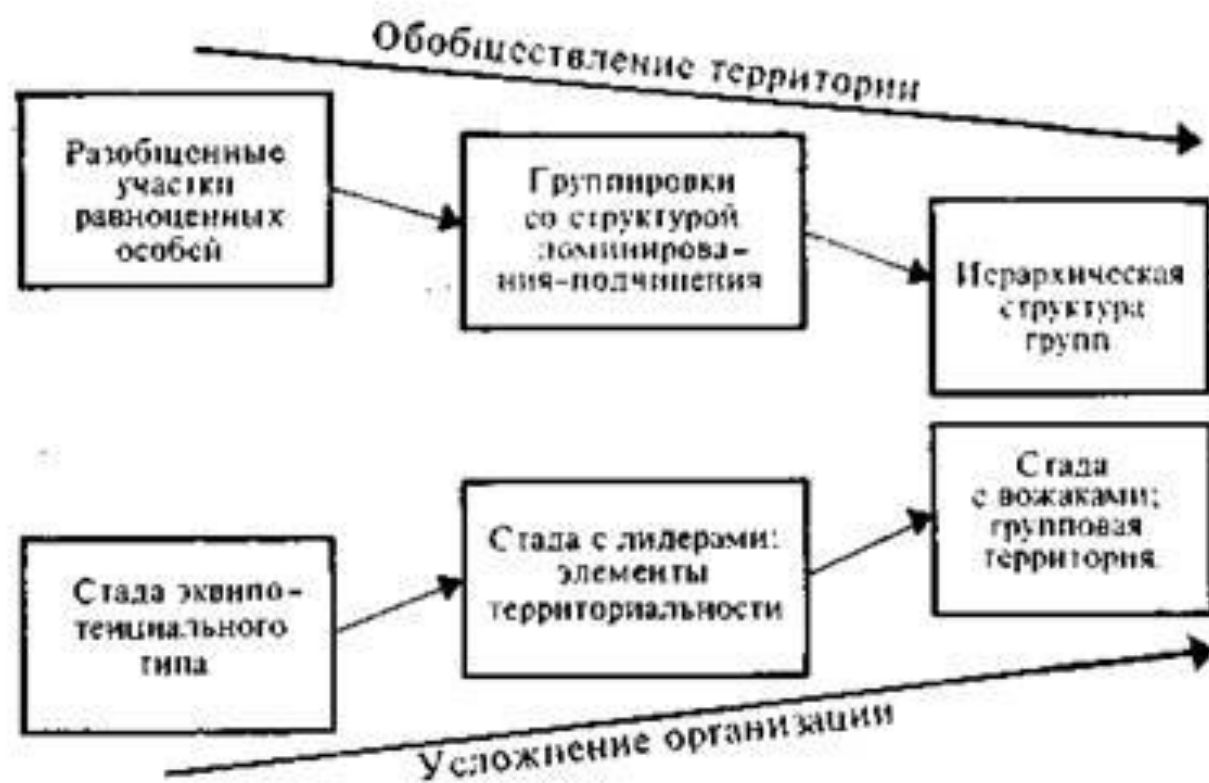 Обобществление территории
Разобщенные
участки
равноценных
особей
Группировки
со структурой
доминирова-
ния-подчинения
Иерархическая
структура
групп
Стада эквипо-
тенциального
типа
Стада с лидерами:
элементы
территориальности
Стада
с вожаками;
групповая
территория.
Усложнение организации